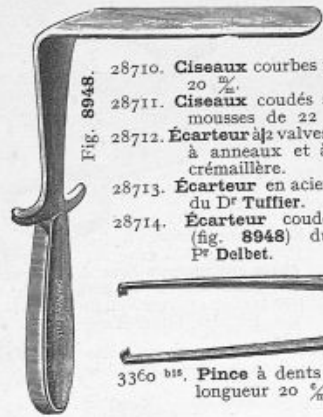 Fig. 8948.
28710. Ciseaux courbes
20 m/m.
28711. Ciseaux coudés
mousses de 22
28712. Écarteur à 2 valves
à anneaux et à
crémaillère.
28713. Écarteur en acie
du Dr Tuffier.
28714. Écarteur coud
(fig. 8948) du
Pr Delbet.
3360 bis. Pince à dents
longueur 20 c/m